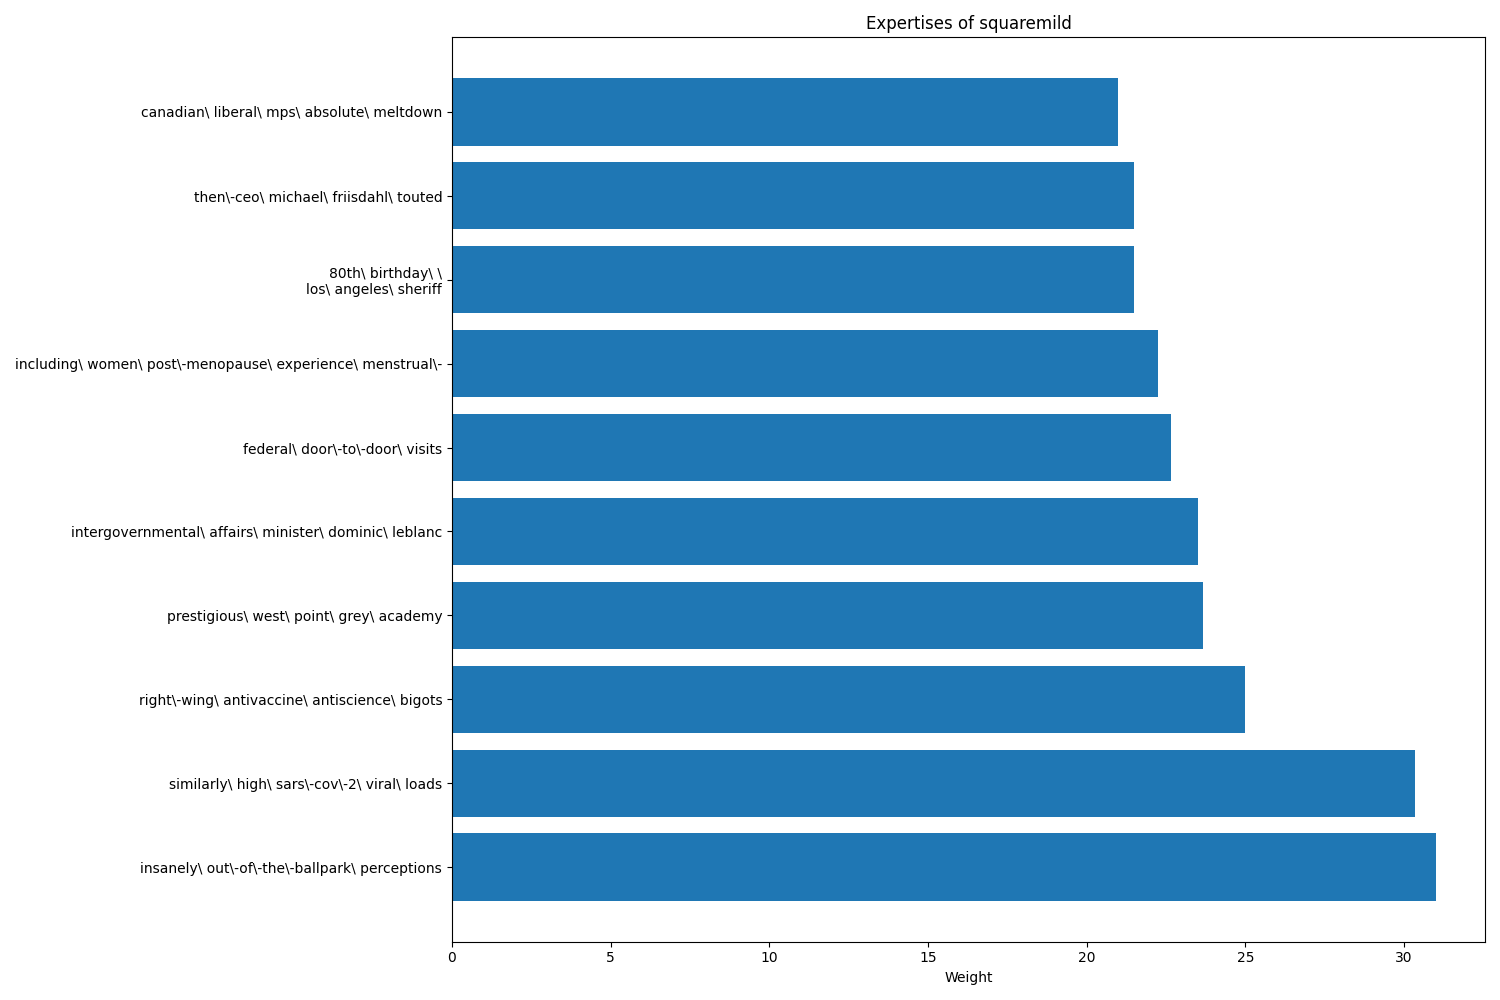 Expertises of squaremild
canadian\ liberal\ mps\ absolute\ meltdown
then\-ceo\ michael\ friisdahl\ touted
80th\ birthday\ \
los\ angeles\ sheriff
including\ women\ post\-menopause\ experience\ menstrual\-
federal\ door\-to\-door\ visits
intergovernmental\ affairs\ minister\ dominic\ leblanc
prestigious\ west\ point\ grey\ academy
right\-wing\ antivaccine\ antiscience\ bigots
similarly\ high\ sars\-cov\-2\ viral\ loads
insanely\ out\-of\-the\-ballpark\ perceptions
0 5 10 15 20 25 30
Weight